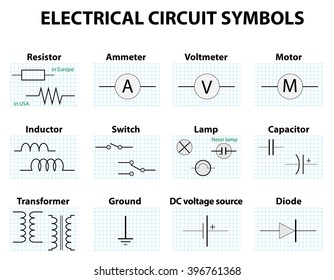 ELECTRICAL CIRCUIT SYMBOLS
Resistor Ammeter Voltmeter Motor
in Europe
in USA
A V M
Inductor Switch Lamp Capacitor
Neon lamp
+
Transformer Ground DC voltage source Diode
+
shutterstock.com · 396761368